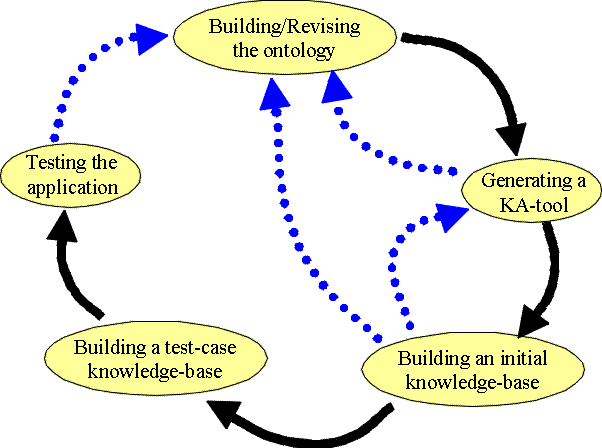 Building/Revising
the ontology
Generating a
KA-tool
Building an initial
knowledge-base
Building a test-case
knowledge-base
Testing the
application